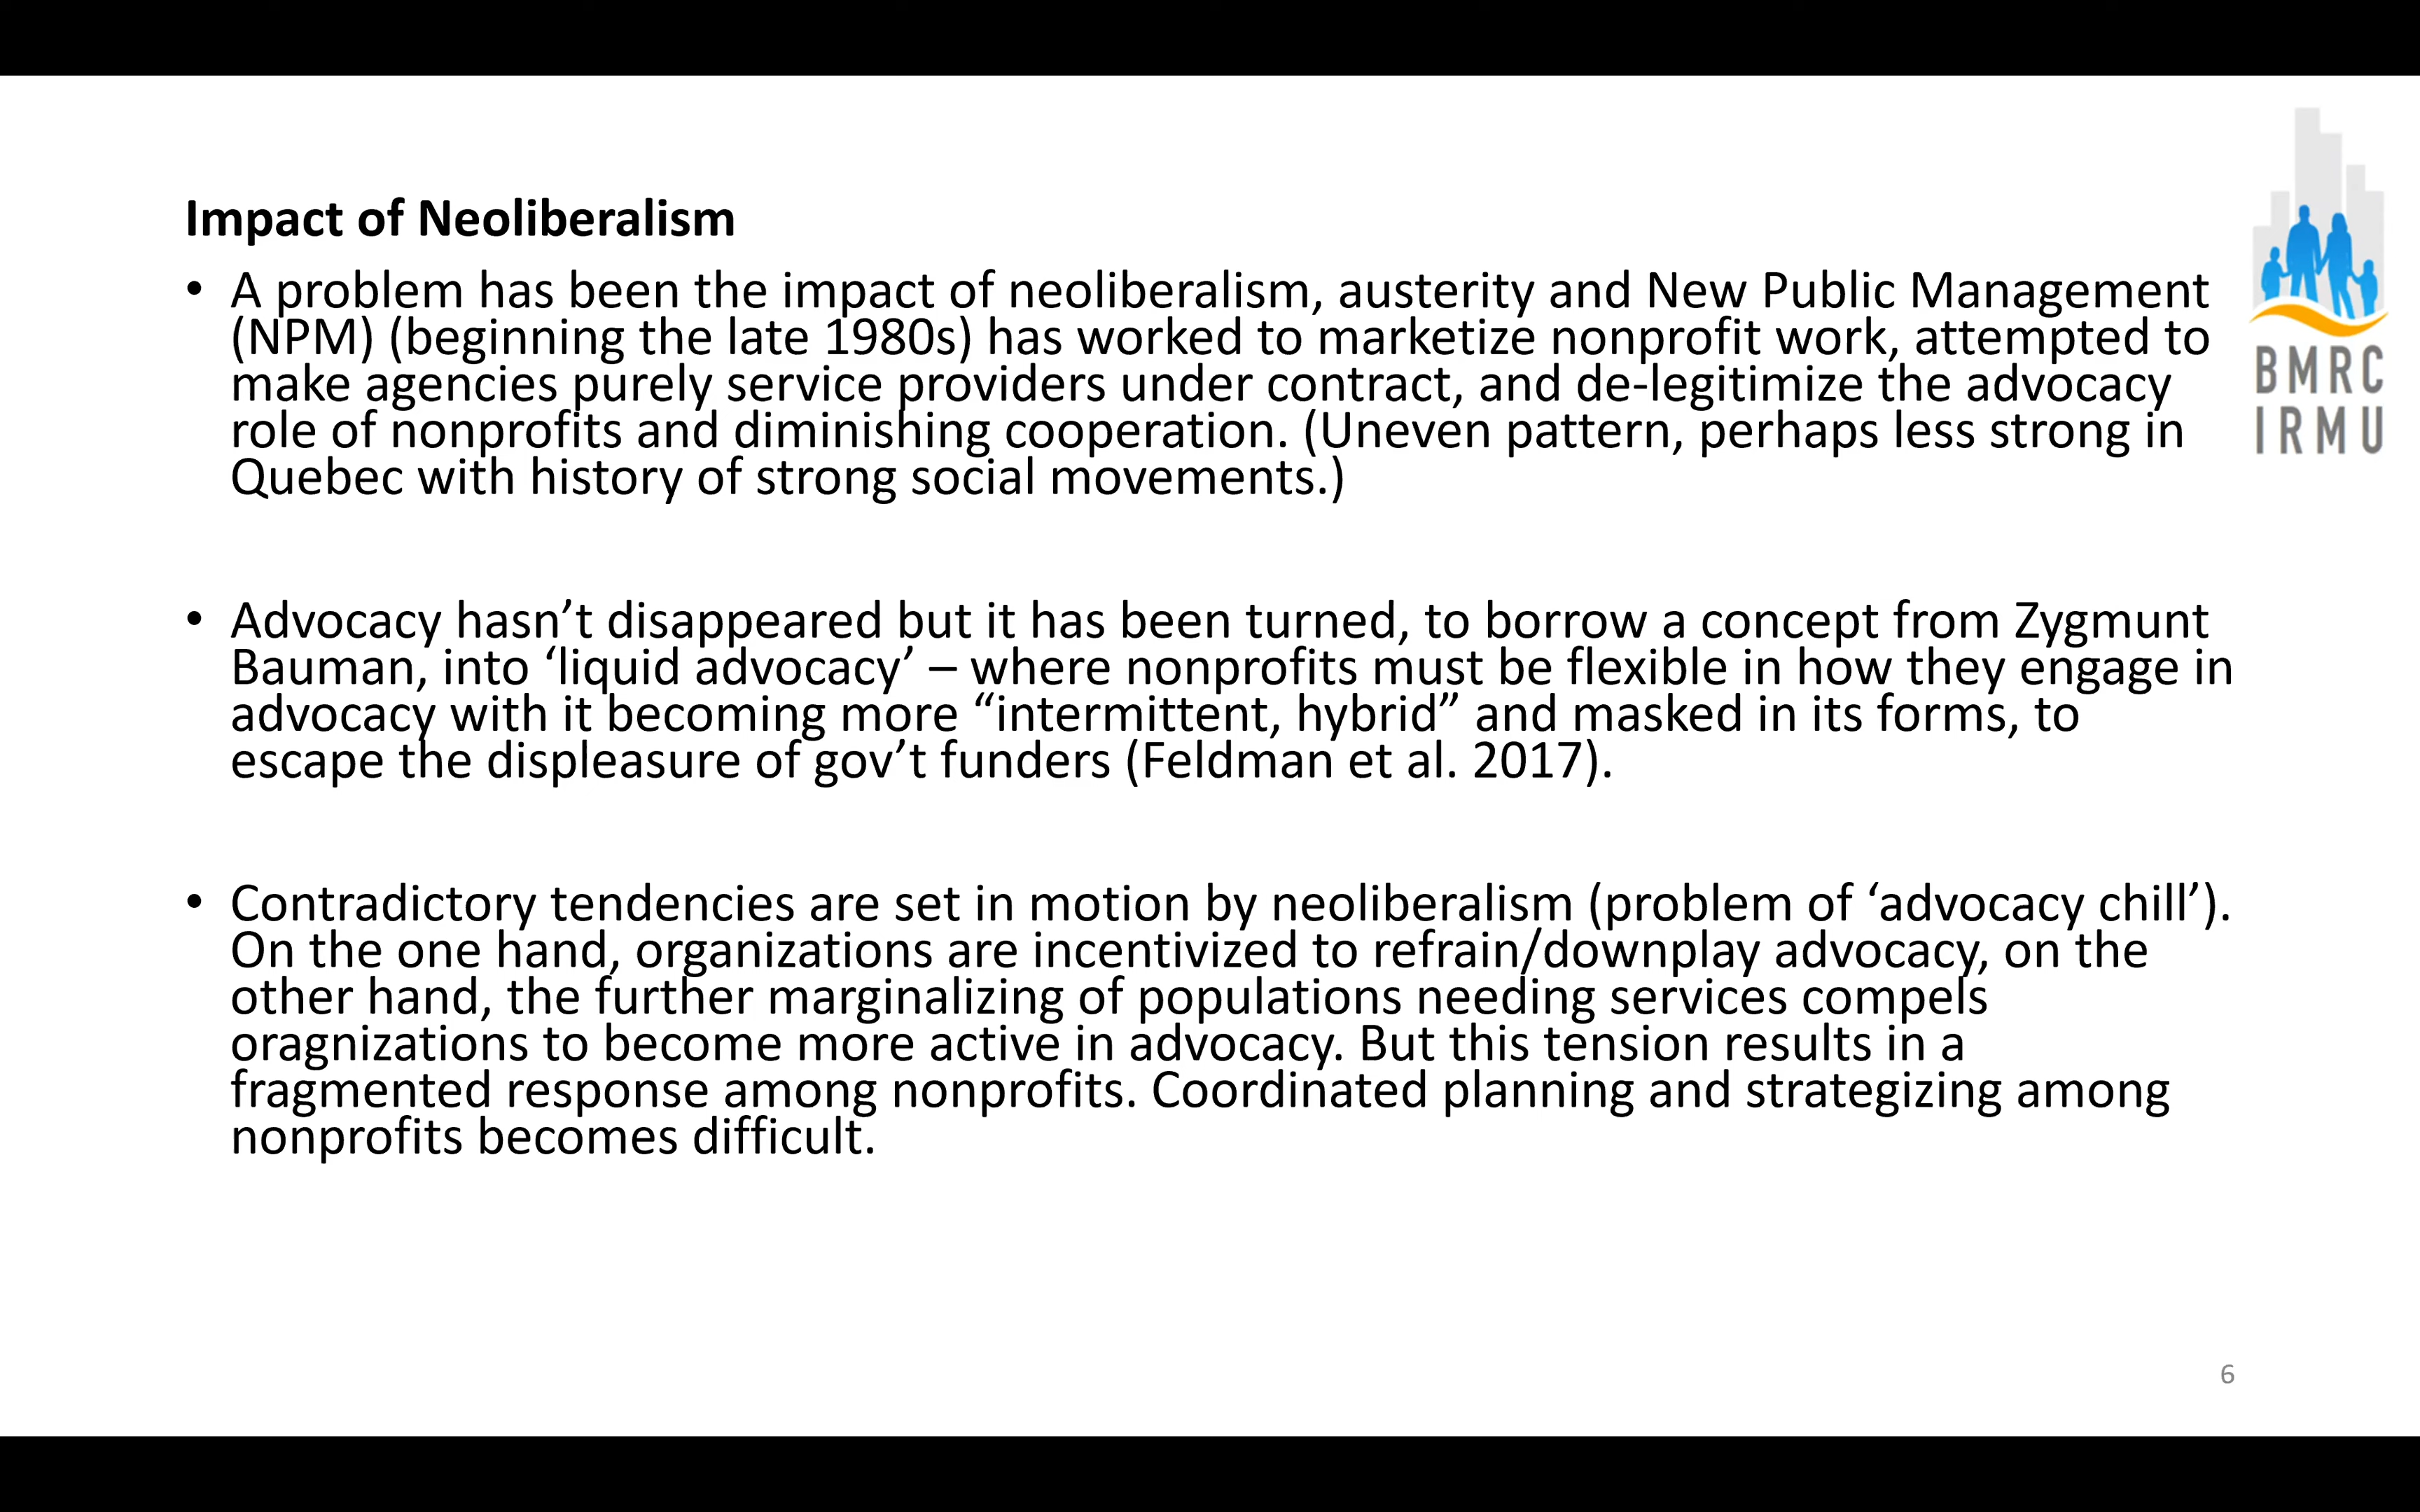 Impact of Neoliberalism
• A problem has been the impact of neoliberalism, austerity and New Public Management
(NPM) (beginning the late 1980s) has worked to marketize nonprofit work, attempted to
make agencies purely service providers under contract, and de-legitimize the advocacy
role of nonprofits and diminishing cooperation. (Uneven pattern, perhaps less strong in
Quebec with history of strong social movements.)
• Advocacy hasn’t disappeared but it has been turned, to borrow a concept from Zygmunt
Bauman, into ‘liquid advocacy’ – where nonprofits must be flexible in how they engage in
advocacy with it becoming more “intermittent, hybrid” and masked in its forms, to
escape the displeasure of gov’t funders (Feldman et al. 2017).
• Contradictory tendencies are set in motion by neoliberalism (problem of ‘advocacy chill’).
On the one hand, organizations are incentivized to refrain/downplay advocacy, on the
other hand, the further marginalizing of populations needing services compels
oragnizations to become more active in advocacy. But this tension results in a
fragmented response among nonprofits. Coordinated planning and strategizing among
nonprofits becomes difficult.
BMRC
IRMU
6